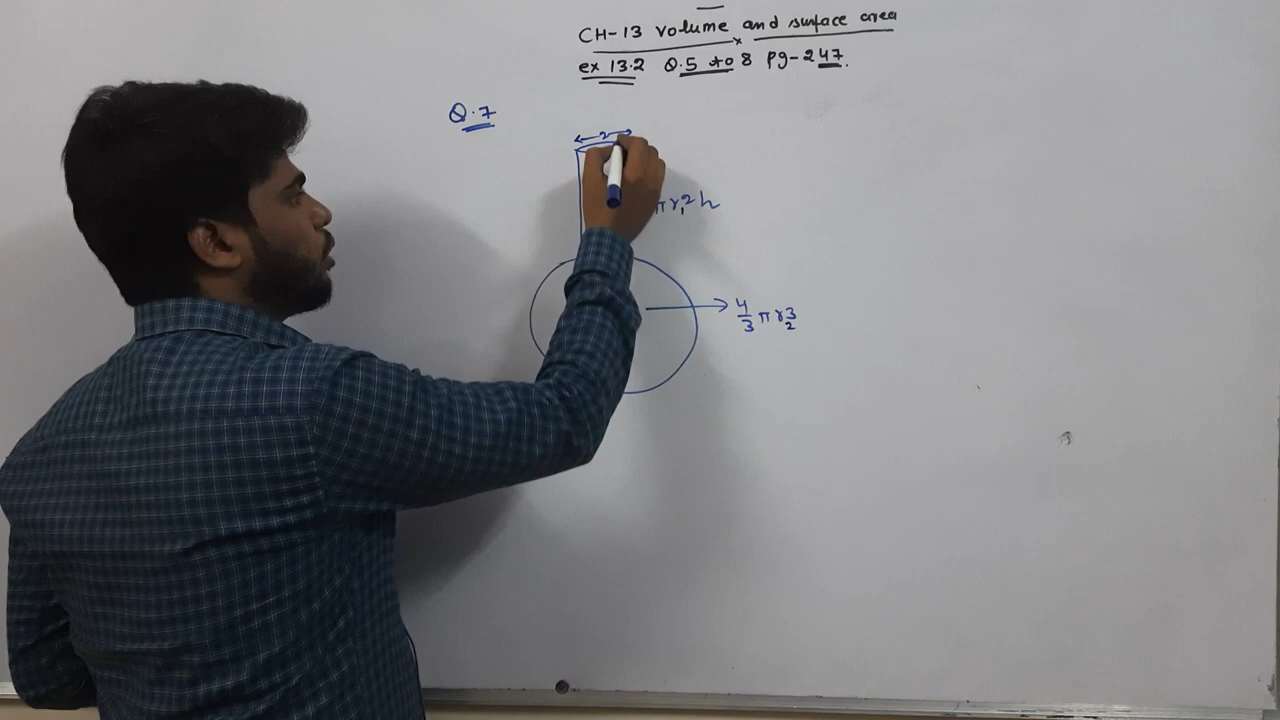 CH-13 volume and surface area
ex 13.2 Q.5 to 8 pg-247.
Q.7
2
πr₁²h
4/3 πr₂³